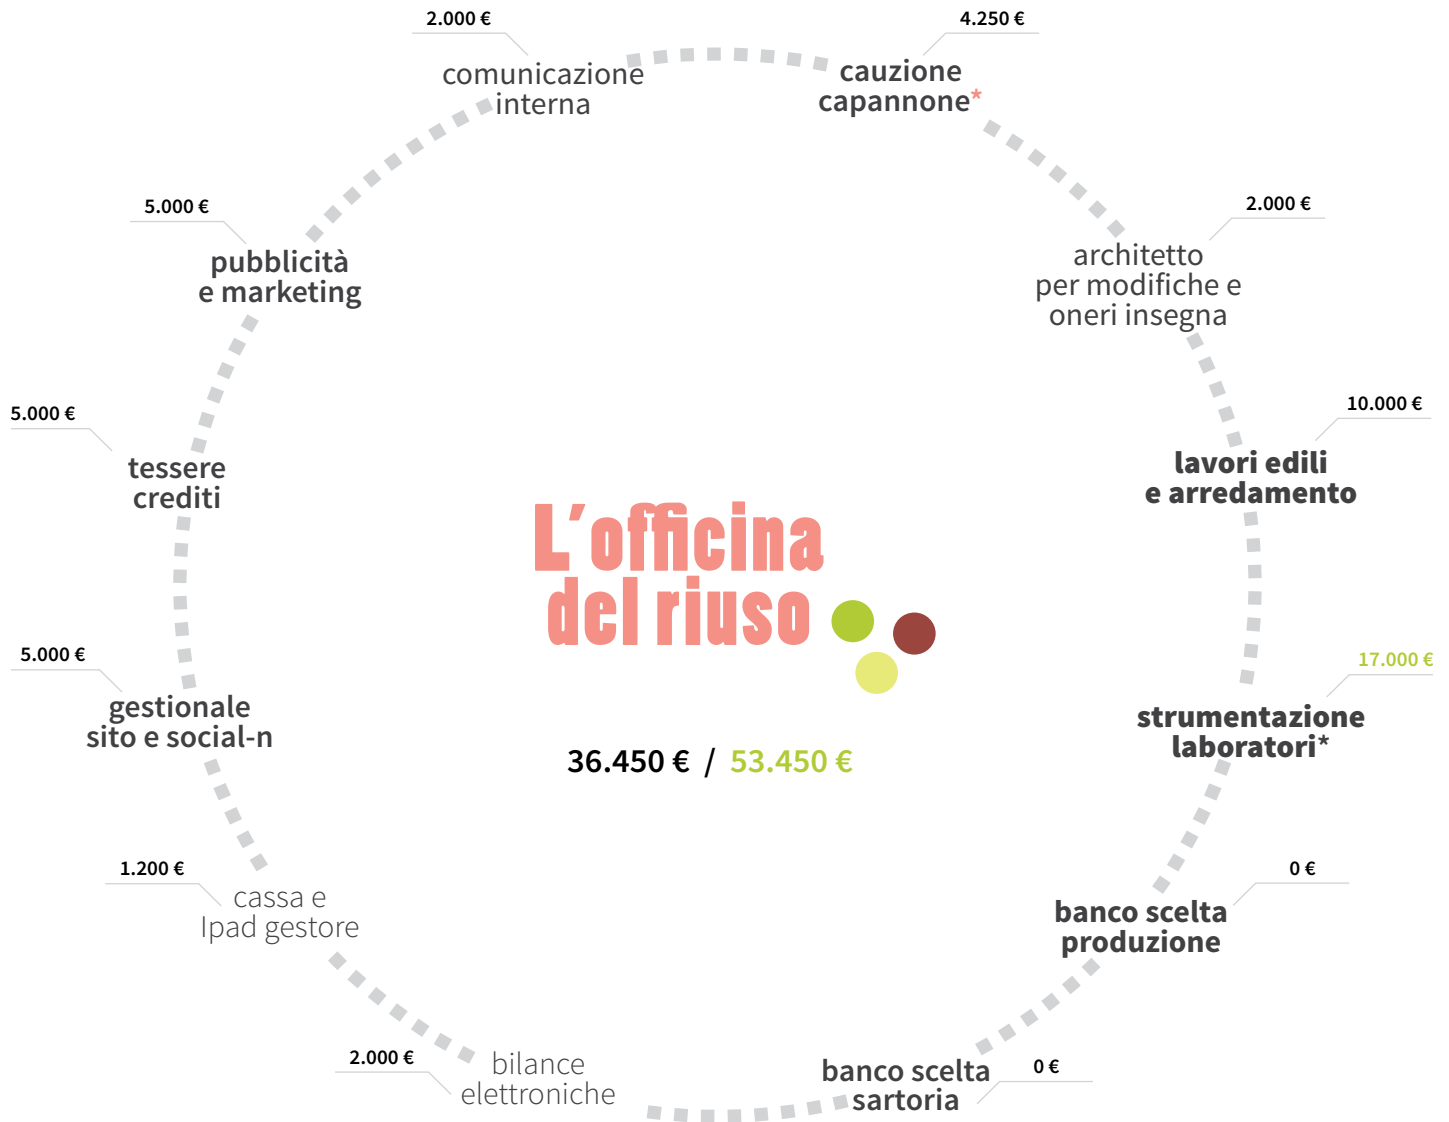 2.000 €
comunicazione
interna
4.250 €
cauzione
capannone*
2.000 €
architetto
per modifiche e
oneri insegna
10.000 €
lavori edili
e arredamento
17.000 €
strumentazione
laboratori*
0 €
banco scelta
produzione
0 €
banco scelta
sartoria
2.000 €
bilance
elettroniche
1.200 €
cassa e
Ipad gestore
5.000 €
gestionale
sito e social-n
5.000 €
tessere
crediti
5.000 €
pubblicità
e marketing
L'officina
del riuso
36.450 € / 53.450 €